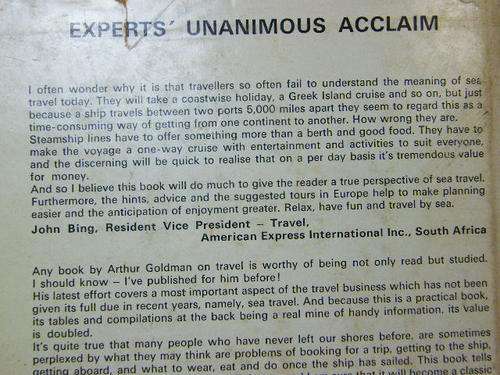 EXPERTS´ UNANIMOUS ACCLAIM
I often wonder why it is that travellers so often fail to understand the meaning of sea
travel today. They will take a coastwise holiday, a Greek Island cruise and so on, but just
because a ship travels between two ports 5,000 miles apart they seem to regard this as a
time-consuming way of getting from one continent to another. How wrong they are.
Steamship lines have to offer something more than a berth and good food. They have to
make the voyage a one-way cruise with entertainment and activities to suit everyone,
and the discerning will be quick to realise that on a per day basis it's tremendous value
for money.
And so I believe this book will do much to give the reader a true perspective of sea travel.
Furthermore, the hints, advice and the suggested tours in Europe help to make planning
easier and the anticipation of enjoyment greater. Relax, have fun and travel by sea.
John Bing, Resident Vice President – Travel,
American Express International Inc., South Africa
Any book by Arthur Goldman on travel is worthy of being not only read but studied.
I should know – I've published for him before!
His latest effort covers a most important aspect of the travel business which has not been
given its full due in recent years, namely, sea travel. And because this is a practical book,
its tables and compilations at the back being a real mine of handy information, its value
is doubled.
It's quite true that many people who have never left our shores before, are sometimes
perplexed by what they may think are problems of booking for a trip, getting to the ship,
getting aboard, and what to wear, eat and do once the ship has sailed. This book tells
sure that it will become a classic